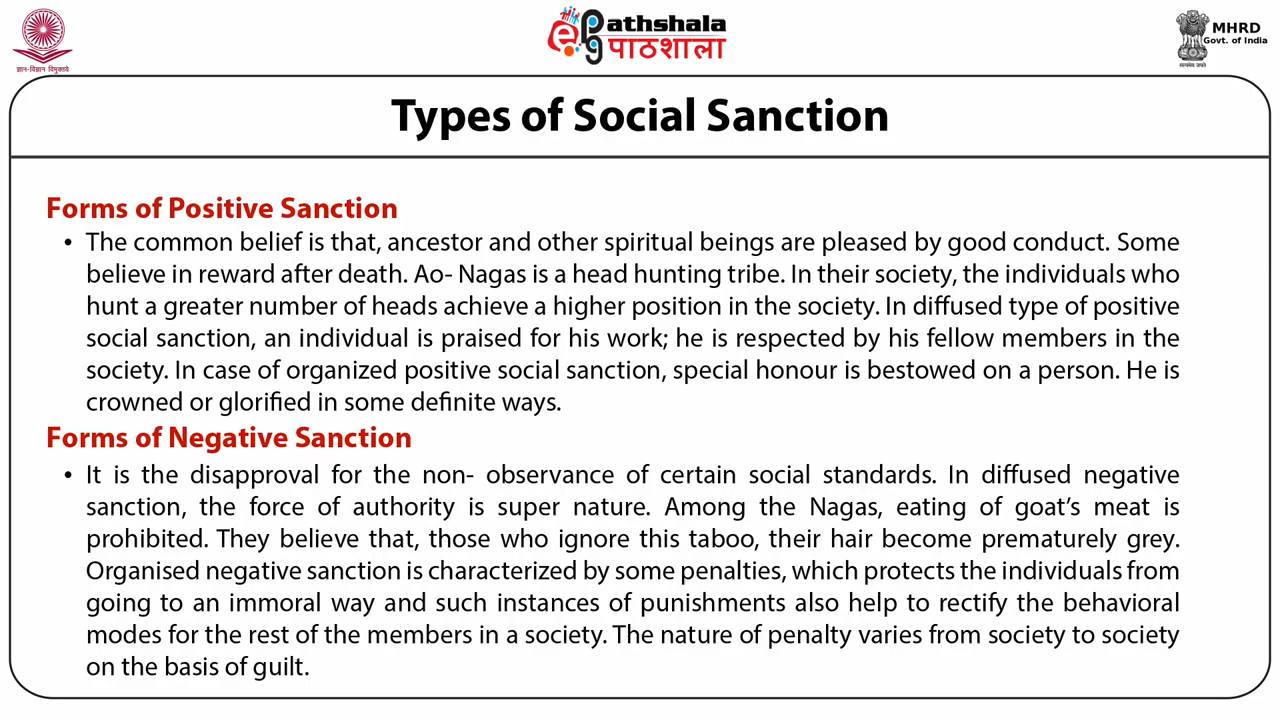 ज्ञान-विज्ञान विमुक्तये
ePG Pathshala
पाठशाला
MHRD
Govt. of India
सत्यमेव जयते
Types of Social Sanction
Forms of Positive Sanction
• The common belief is that, ancestor and other spiritual beings are pleased by good conduct. Some
believe in reward after death. Ao- Nagas is a head hunting tribe. In their society, the individuals who
hunt a greater number of heads achieve a higher position in the society. In diffused type of positive
social sanction, an individual is praised for his work; he is respected by his fellow members in the
society. In case of organized positive social sanction, special honour is bestowed on a person. He is
crowned or glorified in some definite ways.
Forms of Negative Sanction
• It is the disapproval for the non- observance of certain social standards. In diffused negative
sanction, the force of authority is super nature. Among the Nagas, eating of goat’s meat is
prohibited. They believe that, those who ignore this taboo, their hair become prematurely grey.
Organised negative sanction is characterized by some penalties, which protects the individuals from
going to an immoral way and such instances of punishments also help to rectify the behavioral
modes for the rest of the members in a society. The nature of penalty varies from society to society
on the basis of guilt.